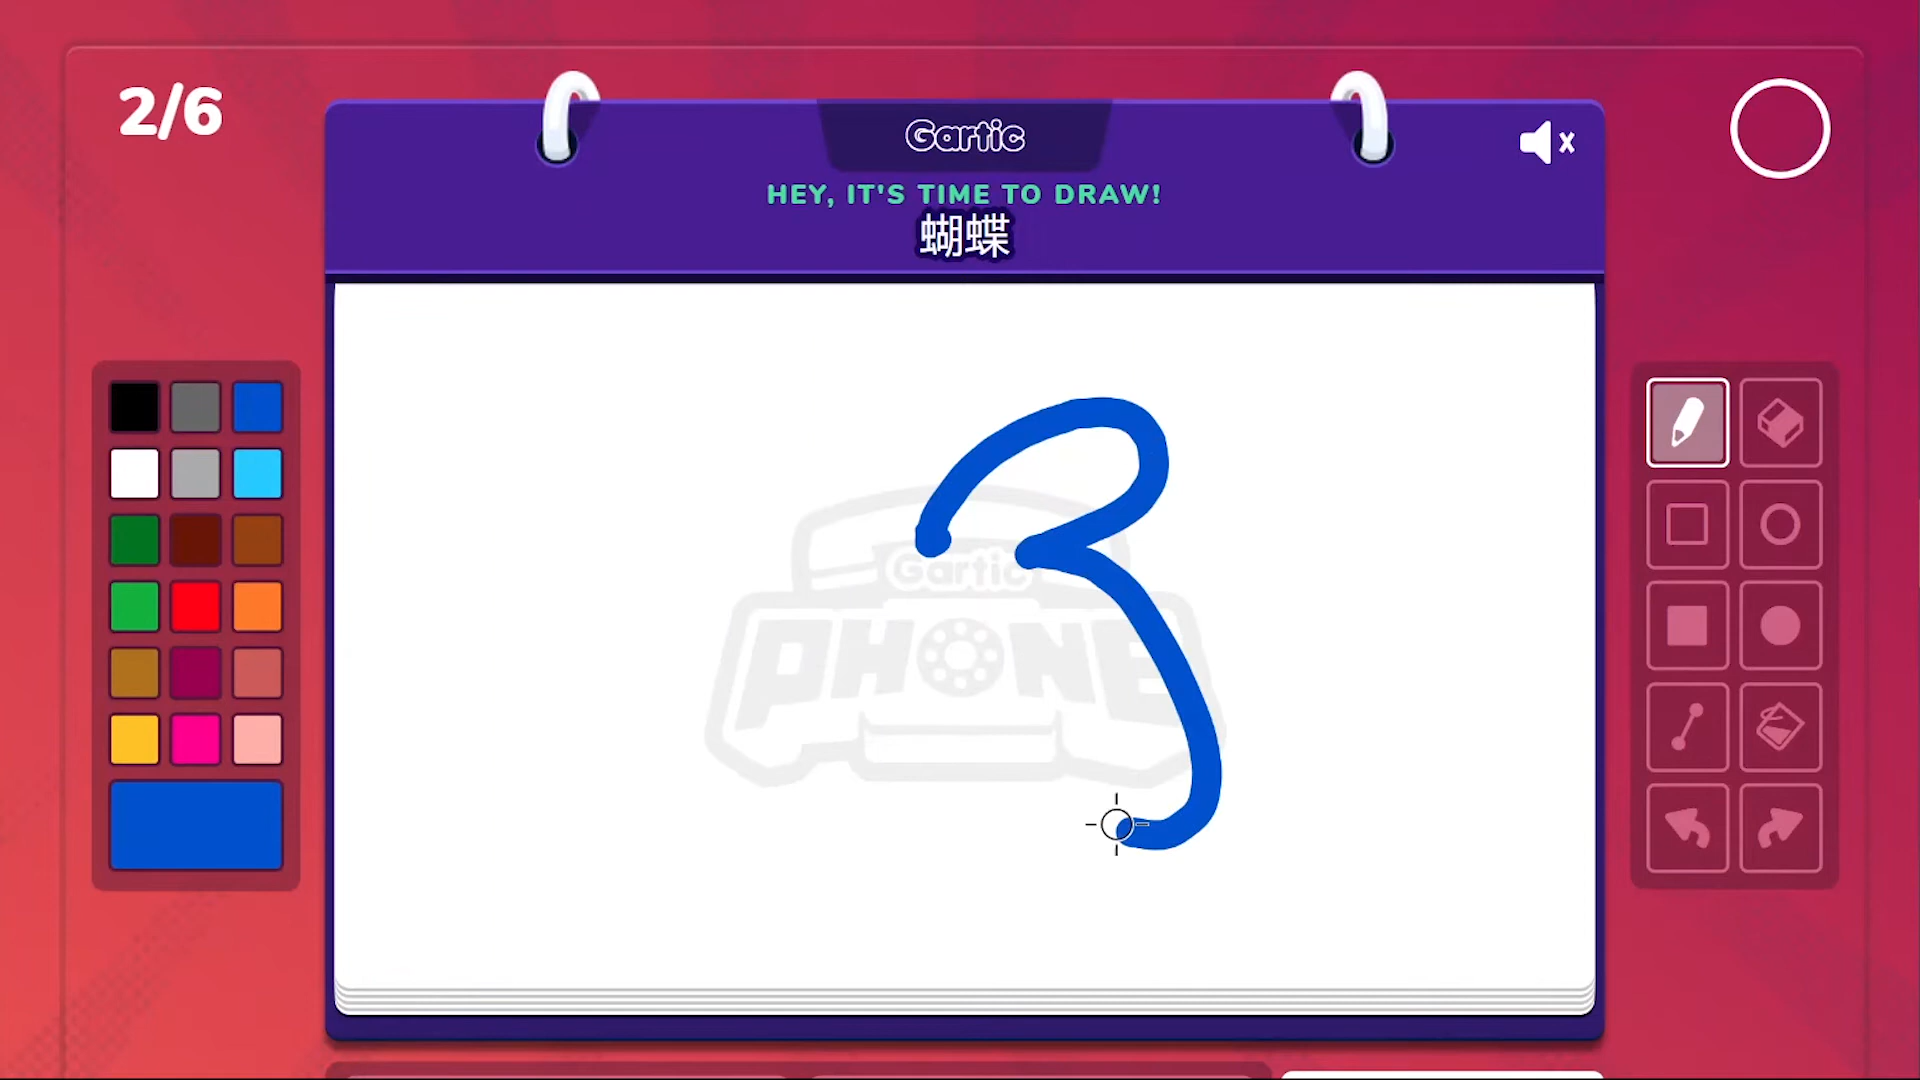 2/6
Gartic
HEY, IT'S TIME TO DRAW!
蝴蝶
Gartic
PHONE